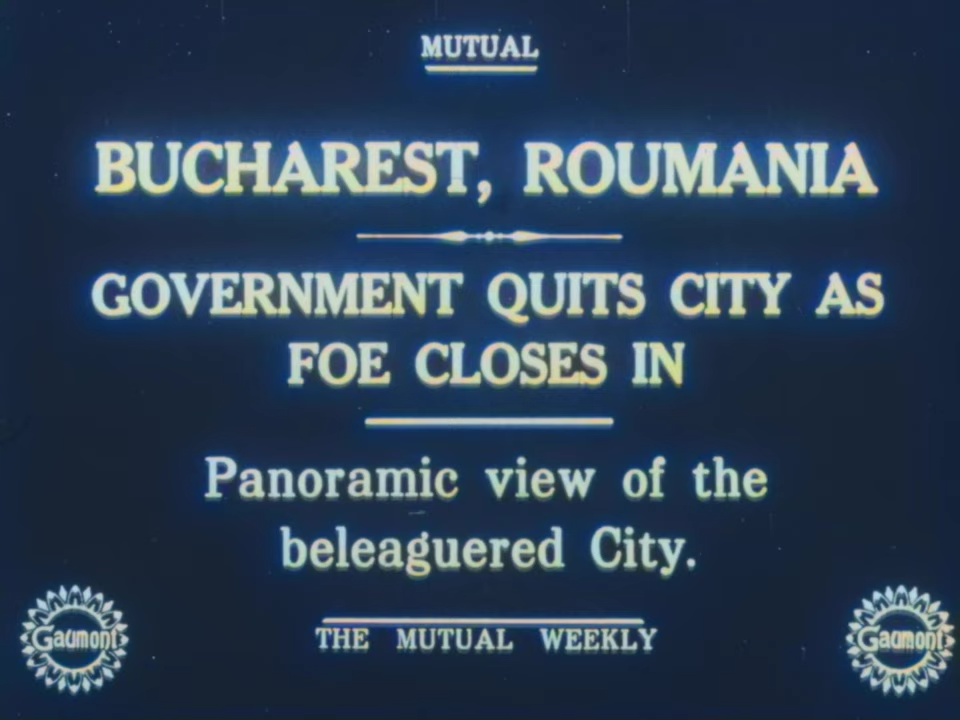 MUTUAL
BUCHAREST, ROUMANIA
GOVERNMENT QUITS CITY AS
FOE CLOSES IN
Panoramic view of the
beleaguered City.
THE MUTUAL WEEKLY
Gaumont
Gaumont